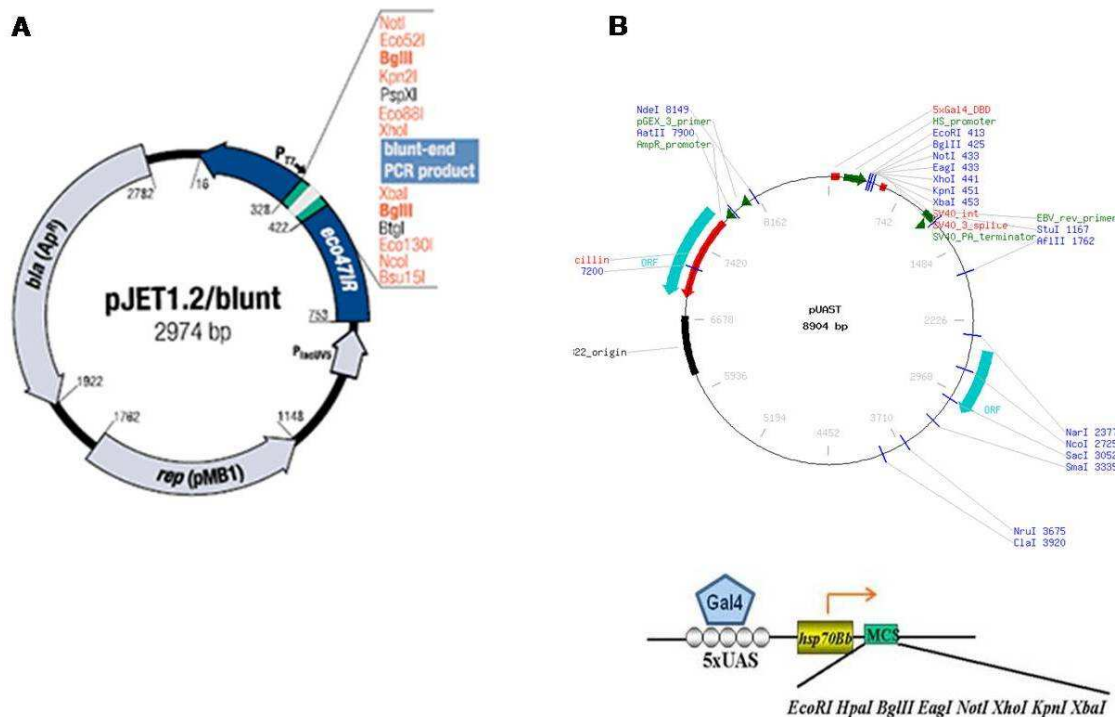 A
NotI
Eco52I
BglII
Kpn2I
PspXI
Eco88I
XhoI
blunt-end
PCR product
XbaI
BglII
BtgI
Eco130I
NcoI
Bsu15I
PT7
2782
16
328
422
eco47IR
753
PlacUV5
bla (ApR)
pJET1.2/blunt
2974 bp
1922
1762
1148
rep (pMB1)
B
NdeI 8149
pGEX_3_primer
AatII 7900
AmpR_promoter
5xGal4_DBD
HS_promoter
EcoRI 413
BglII 425
NotI 433
EagI 433
XhoI 441
KpnI 451
XbaI 453
SV40_int
SV40_3_splice
SV40_PA_terminator
EBV_rev_primer
StuI 1167
AflII 1762
8162
742
cillin
7200
ORF
7420
1484
6678
pUAST
8904 bp
2226
22_origin
5936
2968
ORF
5194
4452
3710
NarI 2377
NcoI 2725
SacI 3052
SmaI 3339
NruI 3675
ClaI 3920
Gal4
5xUAS
hsp70Bb
MCS
EcoRI HpaI BglII EagI NotI XhoI KpnI XbaI